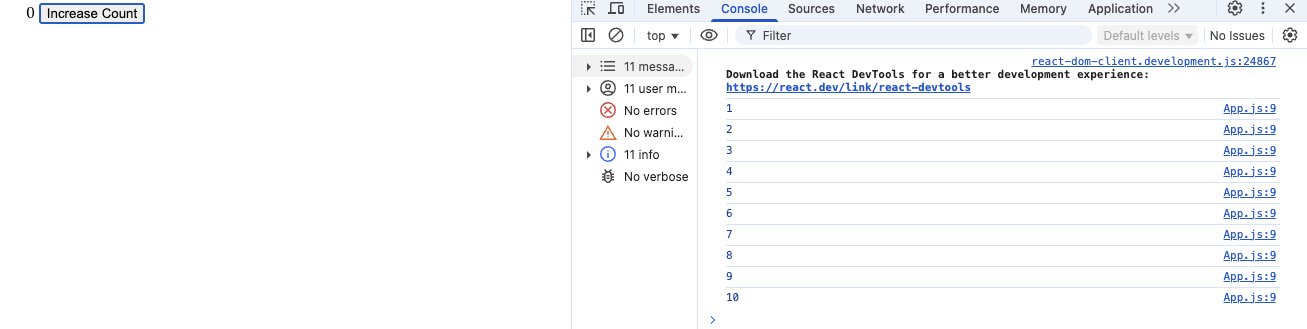 0 Increase Count
Elements Console Sources Network Performance Memory Application
top Filter Default levels No Issues
11 messa...
11 user m...
No errors
No warni...
11 info
No verbose
react-dom-client.development.js:24867
Download the React DevTools for a better development experience:
https://react.dev/link/react-devtools
1 App.js:9
2 App.js:9
3 App.js:9
4 App.js:9
5 App.js:9
6 App.js:9
7 App.js:9
8 App.js:9
9 App.js:9
10 App.js:9